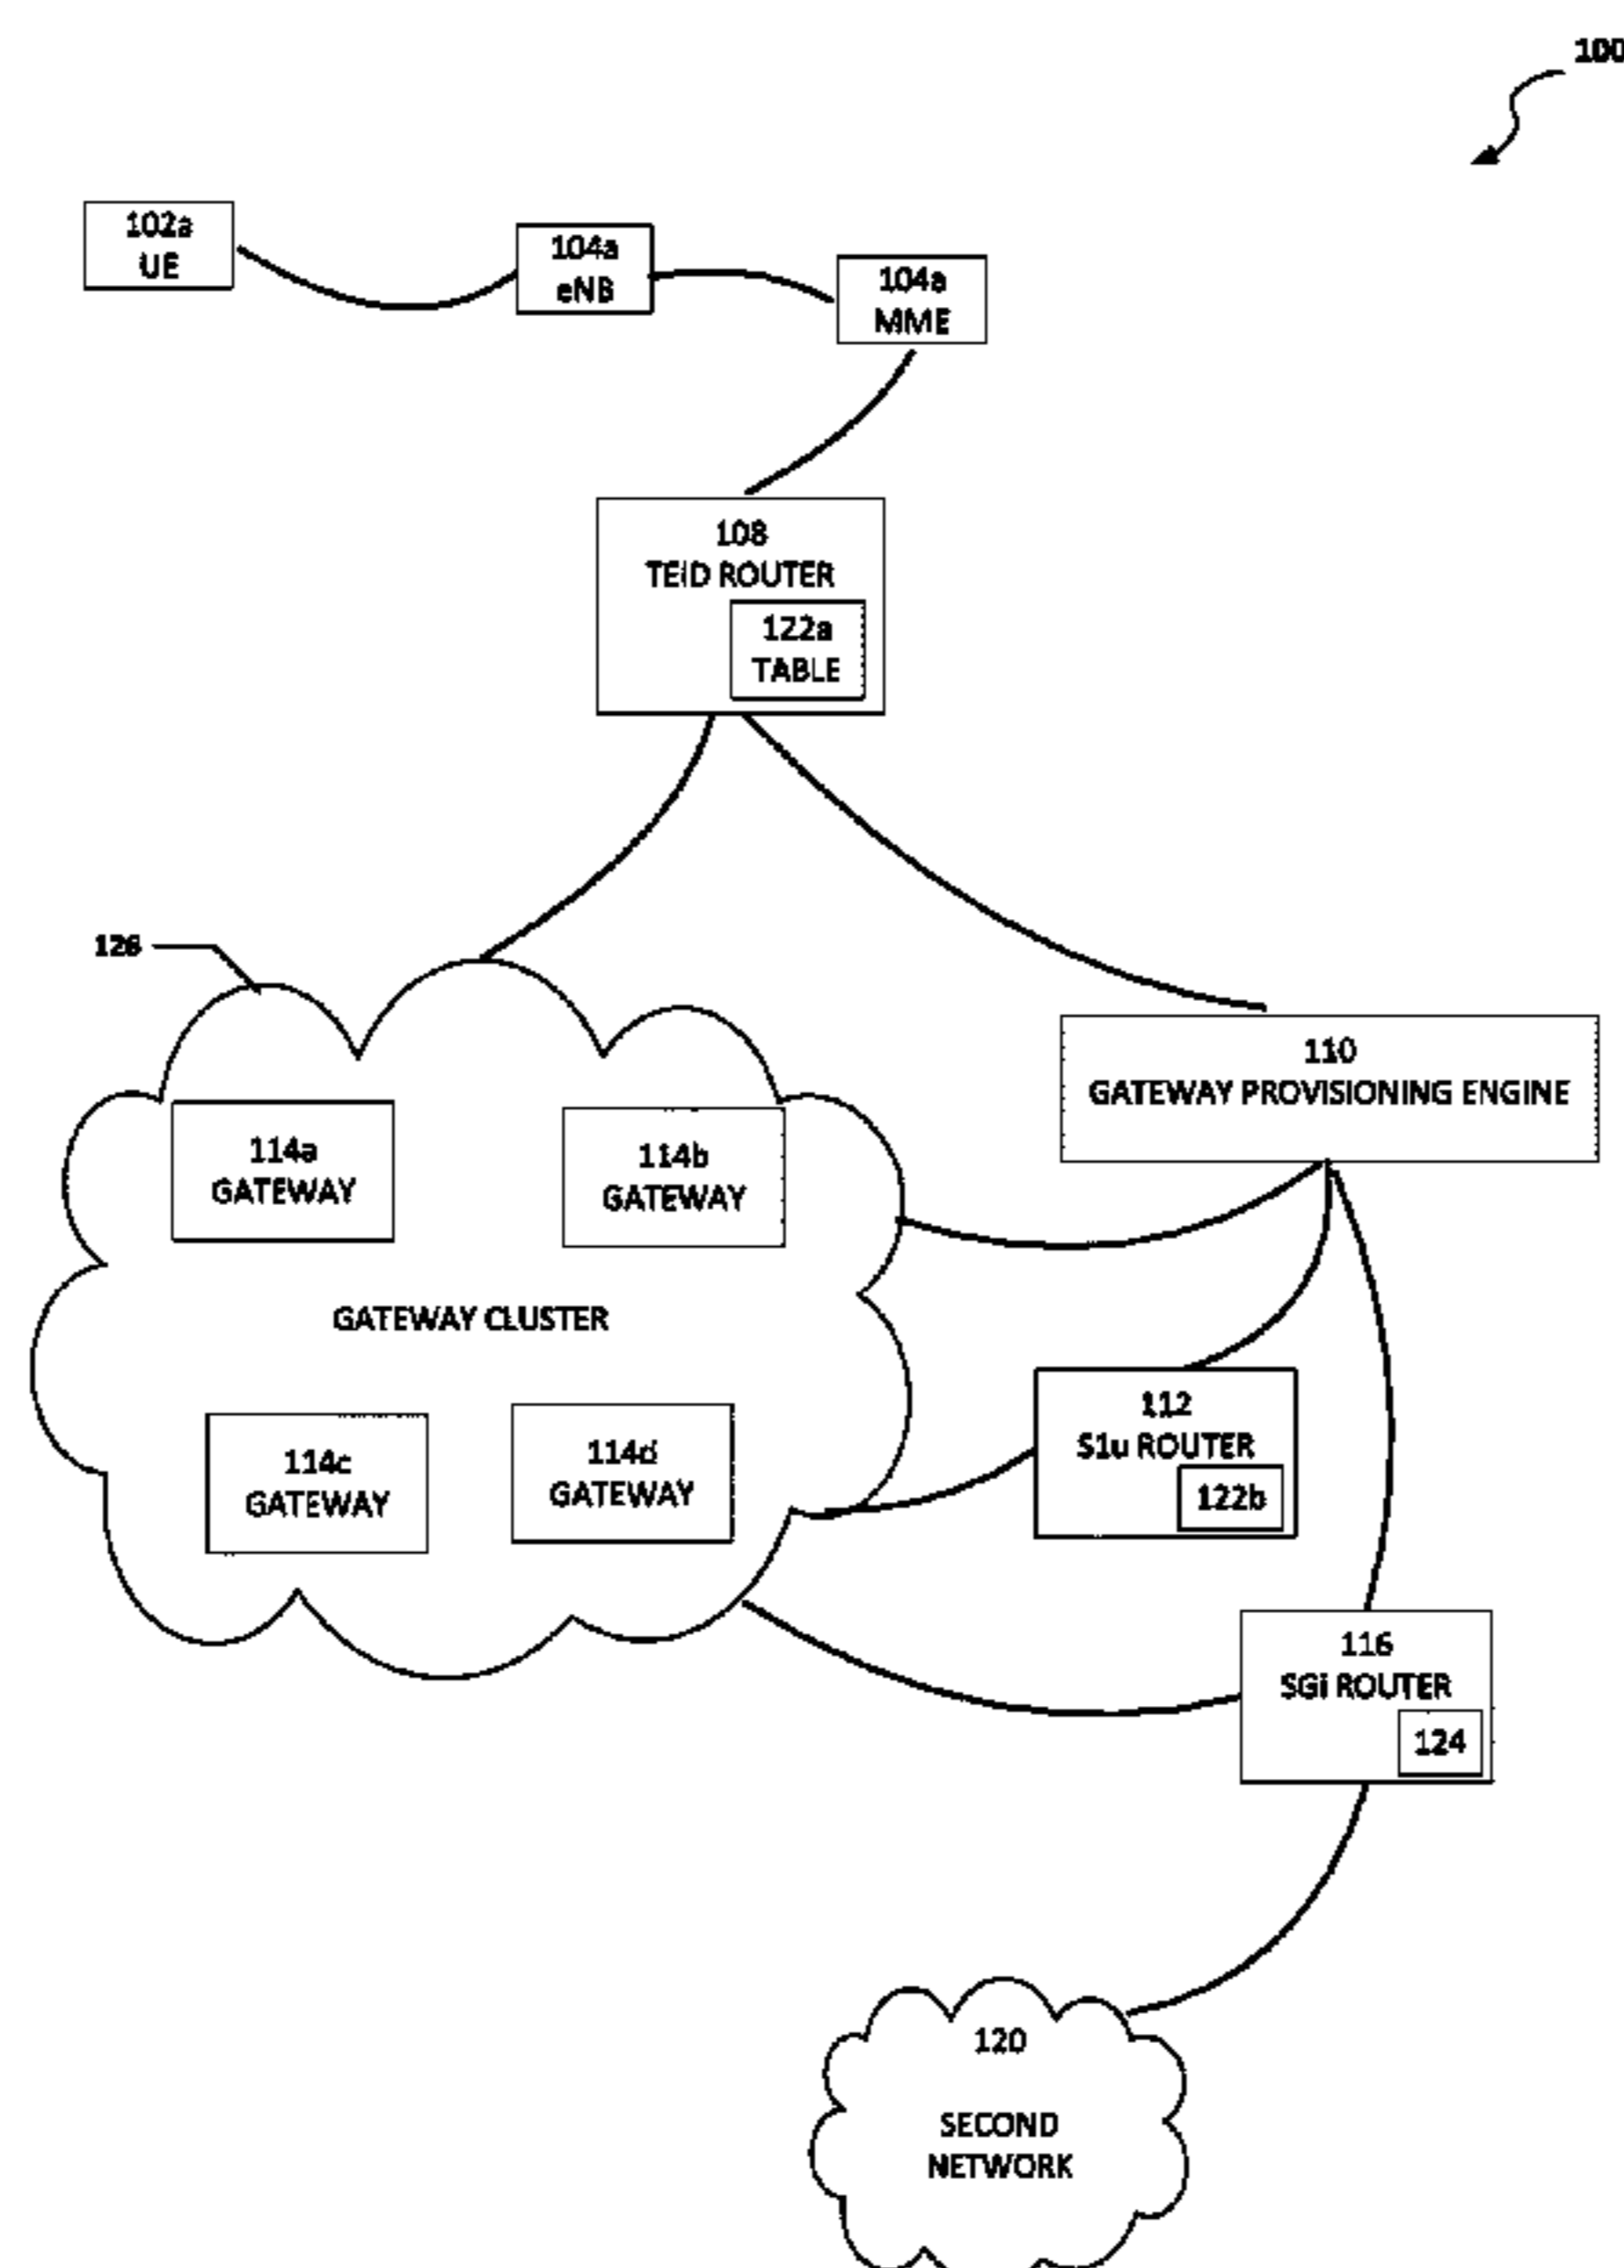 100
102a
UE
104a
eNB
104a
MME
108
TEID ROUTER
122a
TABLE
126
110
GATEWAY PROVISIONING ENGINE
114a
GATEWAY
114b
GATEWAY
GATEWAY CLUSTER
112
S1u ROUTER
122b
114c
GATEWAY
114d
GATEWAY
116
SGi ROUTER
124
120
SECOND
NETWORK